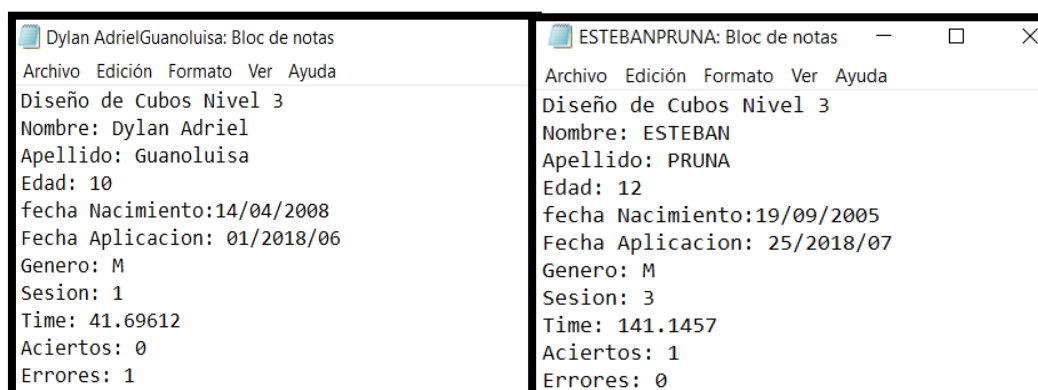 Dylan AdrielGuanoluisa: Bloc de notas
Archivo Edición Formato Ver Ayuda
Diseño de Cubos Nivel 3
Nombre: Dylan Adriel
Apellido: Guanoluisa
Edad: 10
fecha Nacimiento:14/04/2008
Fecha Aplicacion: 01/2018/06
Genero: M
Sesion: 1
Time: 41.69612
Aciertos: 0
Errores: 1
ESTEBANPRUNA: Bloc de notas
Archivo Edición Formato Ver Ayuda
Diseño de Cubos Nivel 3
Nombre: ESTEBAN
Apellido: PRUNA
Edad: 12
fecha Nacimiento:19/09/2005
Fecha Aplicacion: 25/2018/07
Genero: M
Sesion: 3
Time: 141.1457
Aciertos: 1
Errores: 0